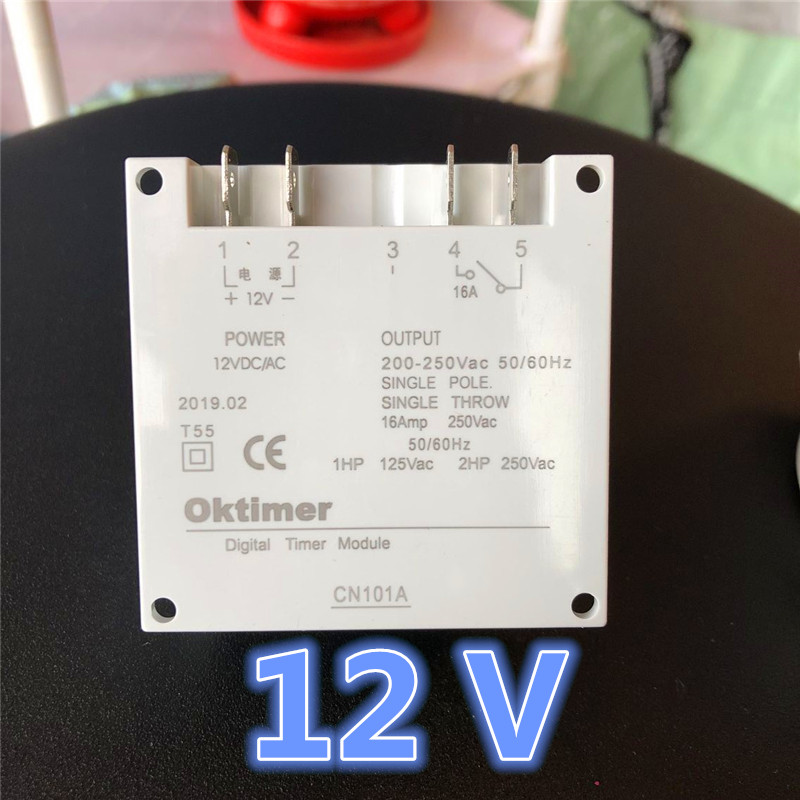 1 2 3 4 5
电 源
+ 12V −
16A
POWER
12VDC/AC
OUTPUT
200-250Vac 50/60Hz
SINGLE POLE.
SINGLE THROW
16Amp 250Vac
50/60Hz
1HP 125Vac 2HP 250Vac
2019.02
T55
CE
Oktimer
Digital Timer Module
CN101A
12 V